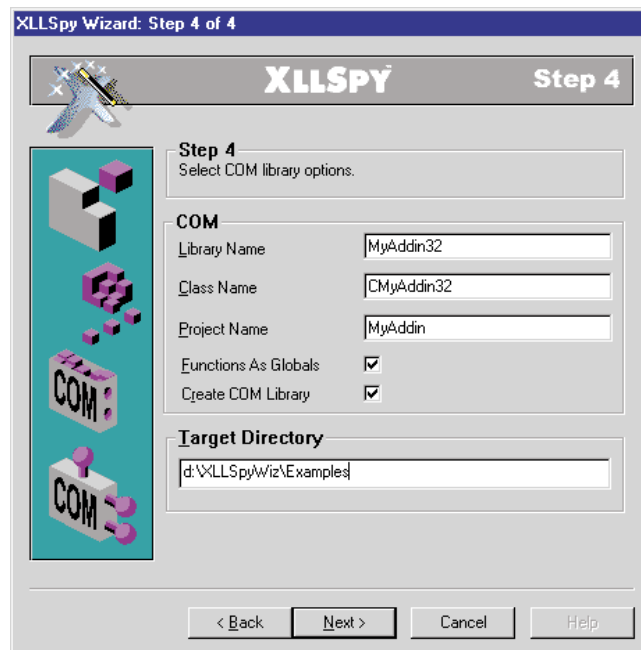 XLLSpy Wizard: Step 4 of 4
XLLSPY™ Step 4
Step 4
Select COM library options.
COM
Library Name MyAddin32
Class Name CMyAddin32
Project Name MyAddin
Functions As Globals
Create COM Library
Target Directory
d:\XLLSpyWiz\Examples
COM
COM
< Back Next > Cancel Help